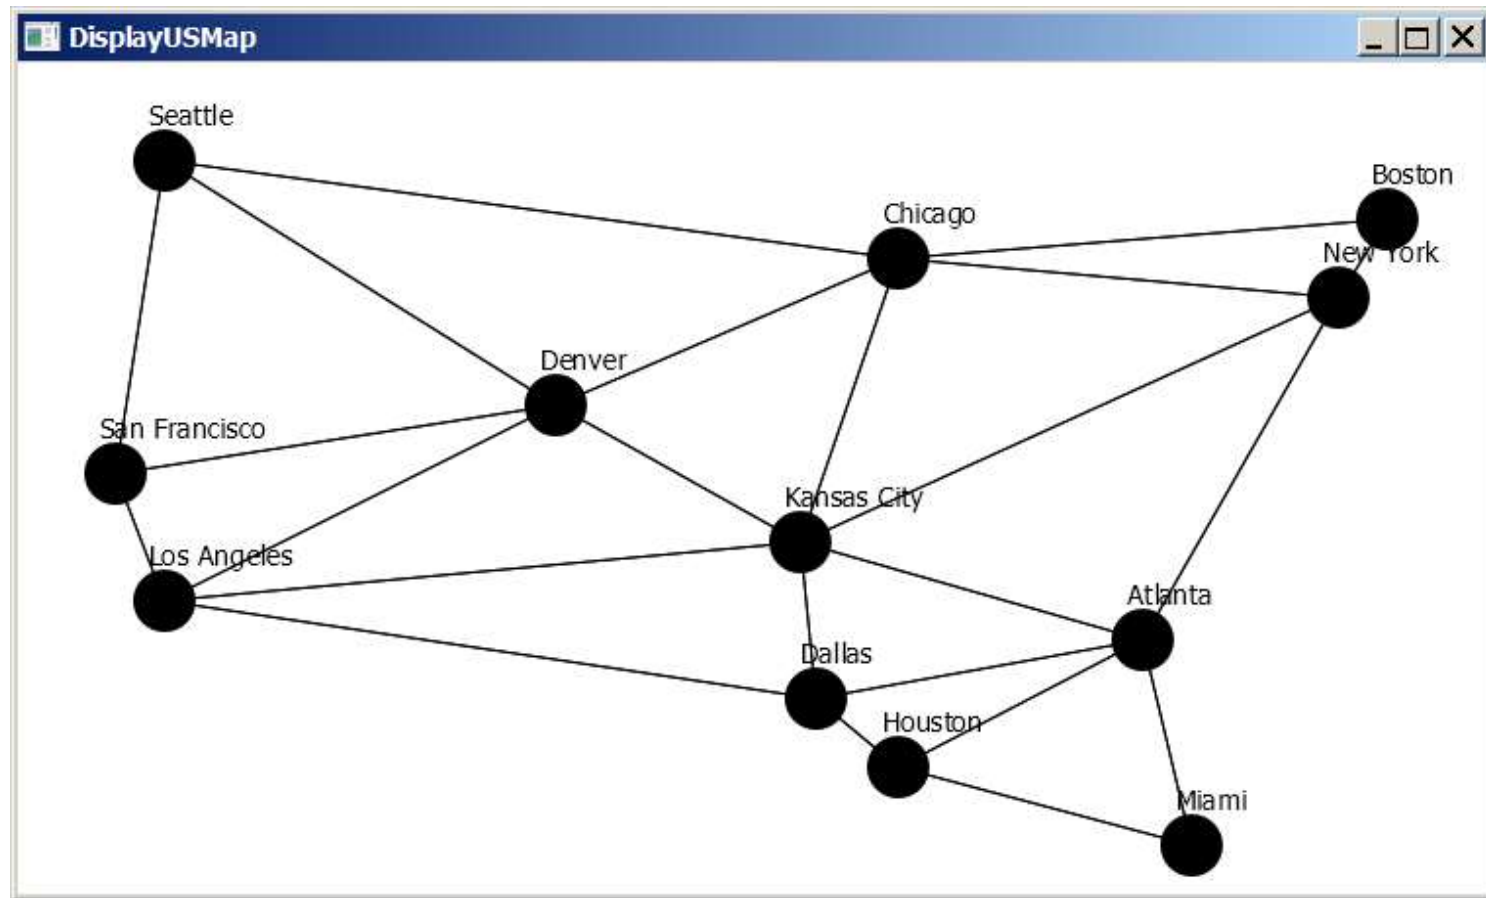 DisplayUSMap
Seattle
Boston
Chicago
New York
Denver
San Francisco
Kansas City
Los Angeles
Atlanta
Dallas
Houston
Miami